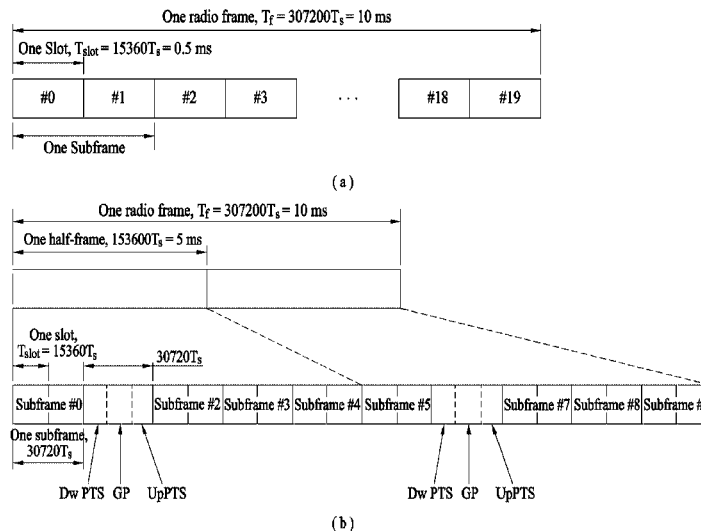 One radio frame, Tf = 307200Ts = 10 ms
One Slot, Tslot = 15360Ts = 0.5 ms
#0 #1 #2 #3 ... #18 #19
One Subframe
(a)
One radio frame, Tf = 307200Ts = 10 ms
One half-frame, 153600Ts = 5 ms
One slot,
Tslot = 15360Ts
30720Ts
Subframe #0 Subframe #2 Subframe #3 Subframe #4 Subframe #5 Subframe #7 Subframe #8 Subframe #
One subframe,
30720Ts
Dw PTS GP UpPTS Dw PTS GP UpPTS
(b)